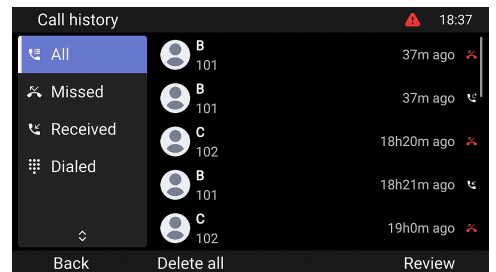 Call history 18:37
All
Missed
Received
Dialed
B
101
37m ago
B
101
37m ago
C
102
18h20m ago
B
101
18h21m ago
C
102
19h0m ago
Back Delete all Review